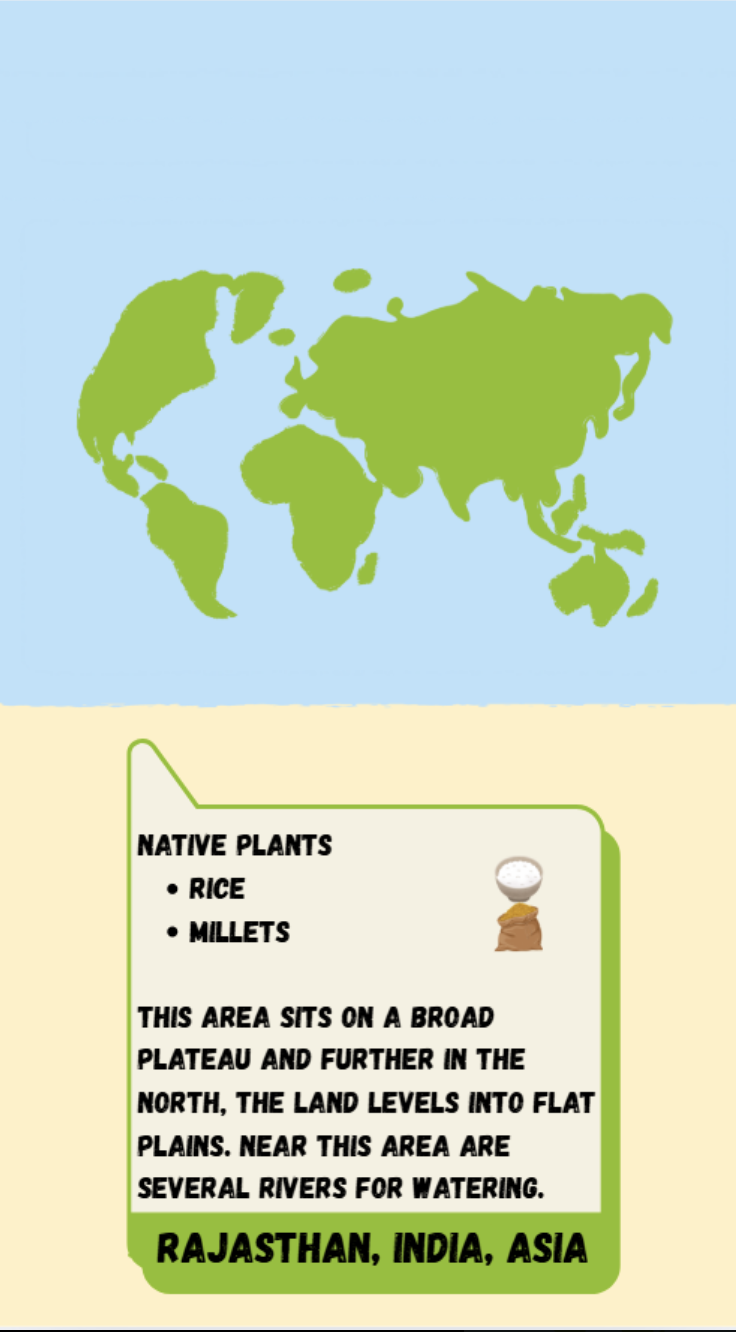 NATIVE PLANTS
• RICE
• MILLETS
THIS AREA SITS ON A BROAD
PLATEAU AND FURTHER IN THE
NORTH, THE LAND LEVELS INTO FLAT
PLAINS. NEAR THIS AREA ARE
SEVERAL RIVERS FOR WATERING.
RAJASTHAN, INDIA, ASIA